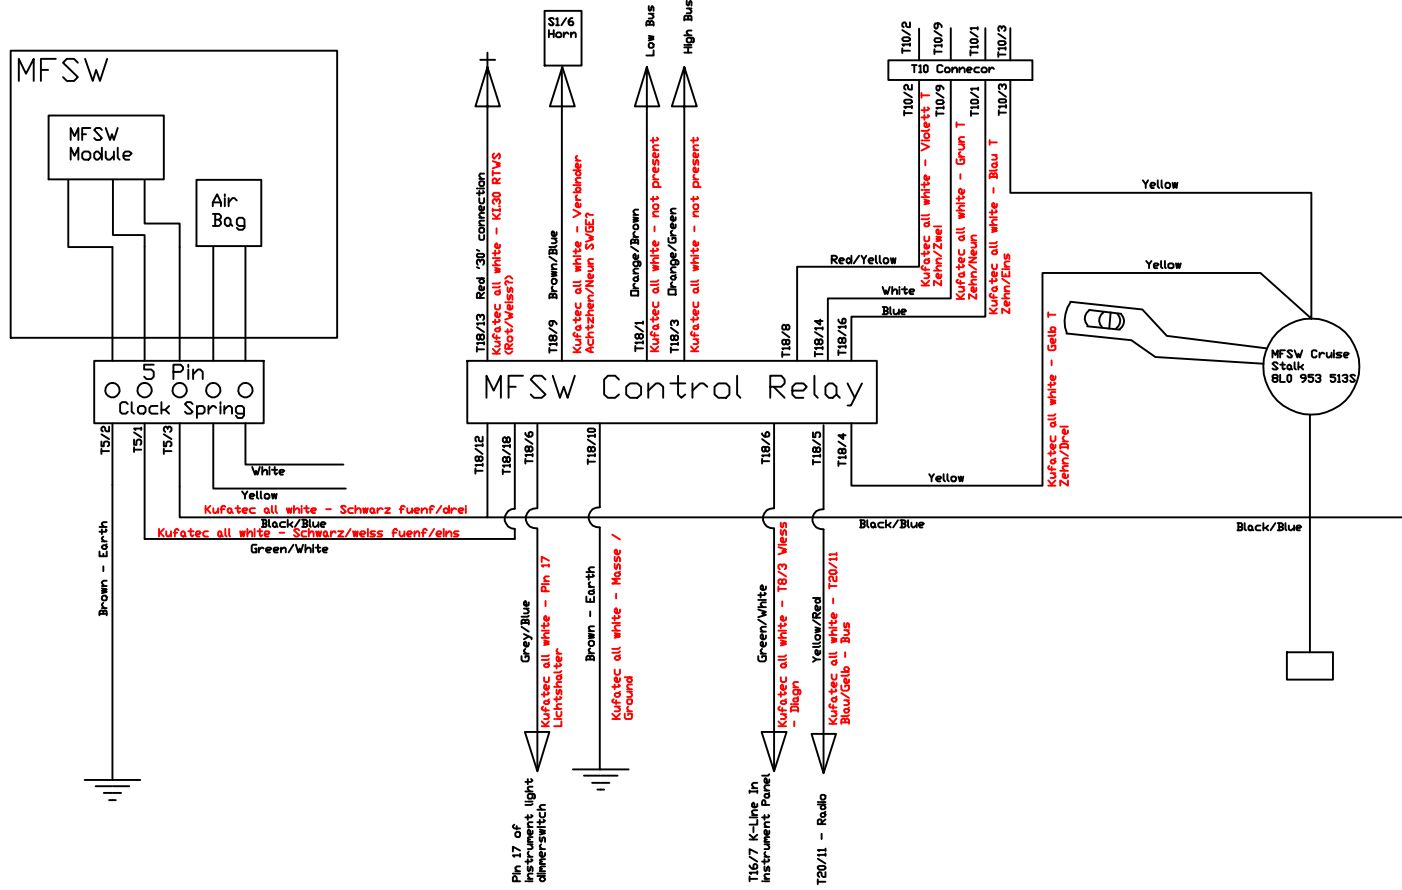 MFSW
MFSW
Module
Air
Bag
5 Pin
Clock Spring
T5/2
T5/1
T5/3
White
Yellow
Kufatec all white - Schwarz fuenf/drei
Black/Blue
Kufatec all white - Schwarz/weiss fuenf/eins
Green/White
Brown - Earth
S1/6
Horn
Low Bus
High Bus
T18/13 Red '30' connection
Kufatec all white - Kl.30 RTWS
(Rot/Weiss?)
T18/9 Brown/Blue
Kufatec all white - Verbinder
Achtzhen/Neun SWGE?
T18/1 Orange/Brown
Kufatec all white - not present
T18/3 Orange/Green
Kufatec all white - not present
MFSW Control Relay
T18/8
T18/14
T18/16
Red/Yellow
White
Blue
T10/2
T10/9
T10/1
T10/3
T10 Connecor
T10/2
T10/9
T10/1
T10/3
Kufatec all white - Violett T
Zehn/Zwei
Kufatec all white - Grun T
Zehn/Neun
Kufatec all white - Blau T
Zehn/Eins
Yellow
Yellow
MFSW Cruise
Stalk
8L0 953 513S
Kufatec all white - Gelb T
Zehn/Drei
T18/12
T18/18
T18/6
T18/10
T18/6
T18/5
T18/4
Yellow
Black/Blue
Black/Blue
Grey/Blue
Kufatec all white - Pin 17
Lichtshalter
Brown - Earth
Kufatec all white - Masse /
Ground
Green/White
Kufatec all white - T8/3 Wiess
- Diagn
Yellow/Red
Kufatec all white - T20/11
Blau/Gelb - Bus
Pin 17 of
instrument light
dimmerswitch
T16/7 K-Line In
instrument Panel
T20/11 - Radio